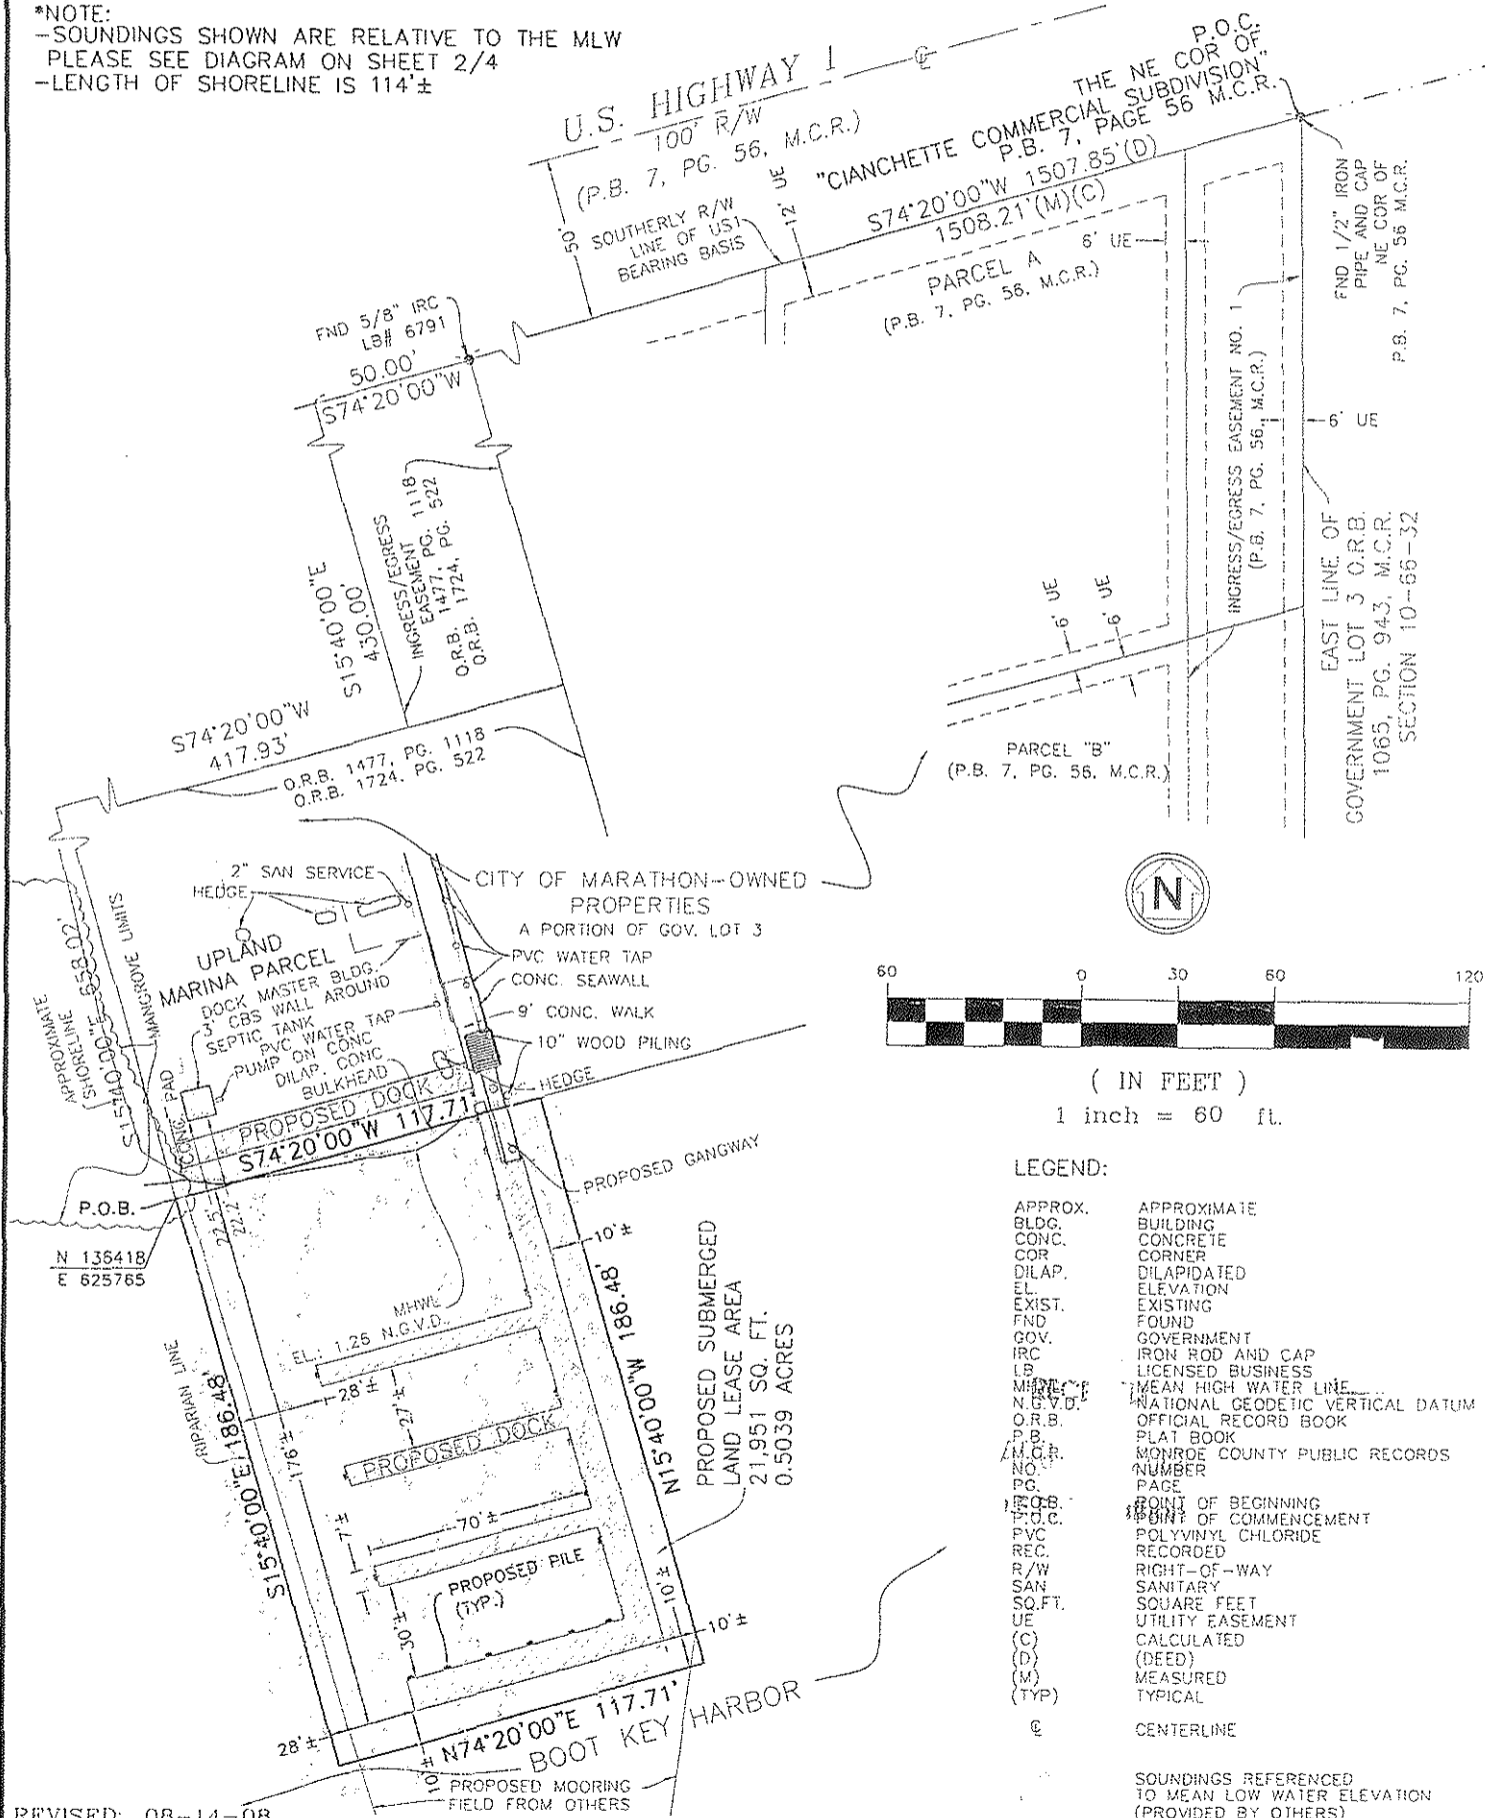 *NOTE:
-SOUNDINGS SHOWN ARE RELATIVE TO THE MLW
PLEASE SEE DIAGRAM ON SHEET 2/4
-LENGTH OF SHORELINE IS 114'±
U.S. HIGHWAY 1
100' R/W
(P.B. 7, PG. 56, M.C.R.)
℄
P.O.C.
THE NE COR OF
"CIANCHETTE COMMERCIAL SUBDIVISION"
P.B. 7, PAGE 56 M.C.R.
S74°20'00"W 1507.85'(D)
1508.21'(M)(C)
50'
SOUTHERLY R/W
LINE OF US1
BEARING BASIS
12' UE
6' UE
PARCEL A
(P.B. 7, PG. 56, M.C.R.)
FND 1/2" IRON
PIPE AND CAP
NE COR OF
P.B. 7, PG. 56 M.C.R.
FND 5/8" IRC
LB# 6791
50.00'
S74°20'00"W
INGRESS/EGRESS EASEMENT NO. 1
(P.B. 7, PG. 56, M.C.R.)
6' UE
EAST LINE OF
GOVERNMENT LOT 3 O.R.B.
1065, PG. 943, M.C.R.
SECTION 10-66-32
S15°40'00"E
430.00'
INGRESS/EGRESS
EASEMENT
O.R.B. 1477, PG. 1118
O.R.B. 1724, PG. 522
6' UE
6' UE
PARCEL "B"
(P.B. 7, PG. 56, M.C.R.)
S74°20'00"W
417.93'
O.R.B. 1477, PG. 1118
O.R.B. 1724, PG. 522
2" SAN SERVICE
HEDGE
CITY OF MARATHON-OWNED
PROPERTIES
A PORTION OF GOV. LOT 3
UPLAND
MARINA PARCEL
PVC WATER TAP
CONC. SEAWALL
9' CONC. WALK
10" WOOD PILING
HEDGE
APPROXIMATE
SHORELINE
S15°40'00"E 658.02'
MANGROVE LIMITS
DOCK MASTER BLDG.
3' CBS WALL AROUND
SEPTIC TANK
PVC WATER TAP
PUMP ON CONC
DILAP. CONC
BULKHEAD
CONC. PAD
PROPOSED DOCK
S74°20'00"W 117.71'
PROPOSED GANGWAY
P.O.B.
N 135418
E 625765
22.5'
22.2'
N
60 0 30 60 120
( IN FEET )
1 inch = 60 ft.
10'±
MHWL
EL.: 1.25 N.G.V.D.
28'±
27'±
PROPOSED DOCK
RIPARIAN LINE
S15°40'00"E 186.48'
176'±
N15°40'00"W 186.48'
PROPOSED SUBMERGED
LAND LEASE AREA
21,951 SQ. FT.
0.5039 ACRES
70'±
7'±
PROPOSED PILE
(TYP.)
30'±
10'±
10'±
28'±
10'±
N74°20'00"E 117.71'
BOOT KEY HARBOR
PROPOSED MOORING
FIELD FROM OTHERS
REVISED: 08-14-08
LEGEND:
APPROX. APPROXIMATE
BLDG. BUILDING
CONC. CONCRETE
COR CORNER
DILAP. DILAPIDATED
EL. ELEVATION
EXIST. EXISTING
FND FOUND
GOV. GOVERNMENT
IRC IRON ROD AND CAP
LB LICENSED BUSINESS
MEAN HIGH WATER LINE
N.G.V.D. NATIONAL GEODETIC VERTICAL DATUM
O.R.B. OFFICIAL RECORD BOOK
P.B. PLAT BOOK
M.C.R. MONROE COUNTY PUBLIC RECORDS
NO. NUMBER
PG. PAGE
P.O.B. POINT OF BEGINNING
P.O.C. POINT OF COMMENCEMENT
PVC POLYVINYL CHLORIDE
REC. RECORDED
R/W RIGHT-OF-WAY
SAN SANITARY
SQ.FT. SQUARE FEET
UE UTILITY EASEMENT
(C) CALCULATED
(D) (DEED)
(M) MEASURED
(TYP) TYPICAL
℄ CENTERLINE
SOUNDINGS REFERENCED
TO MEAN LOW WATER ELEVATION
(PROVIDED BY OTHERS)